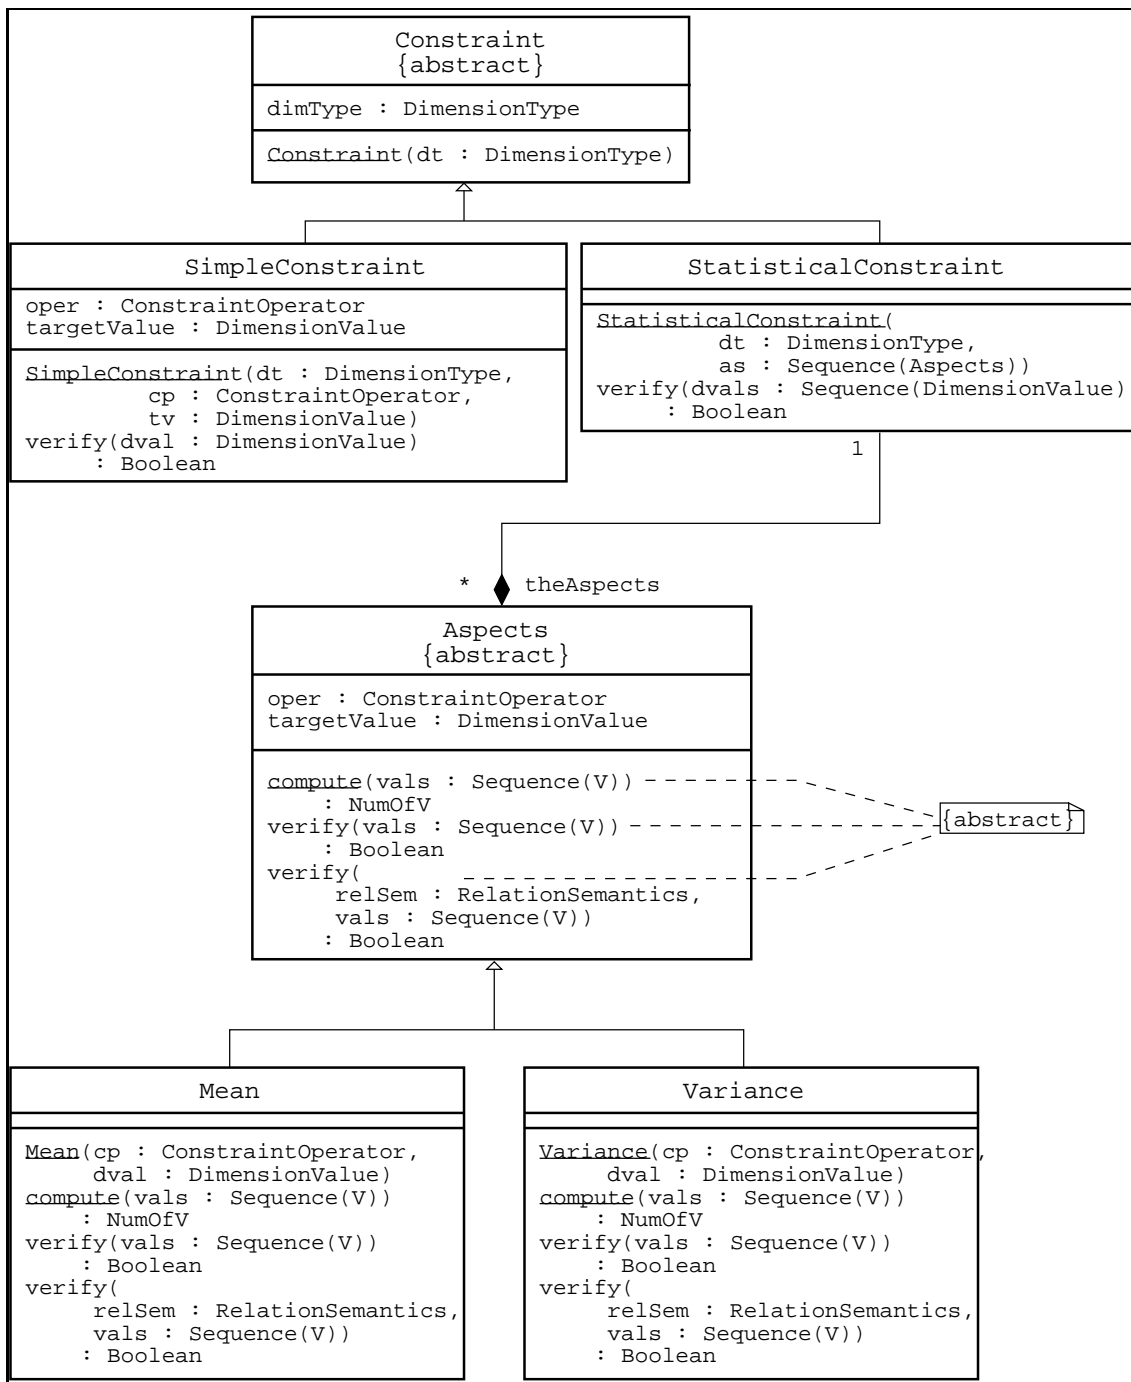 Constraint
{abstract}
dimType : DimensionType
Constraint(dt : DimensionType)
SimpleConstraint
oper : ConstraintOperator
targetValue : DimensionValue
SimpleConstraint(dt : DimensionType,
cp : ConstraintOperator,
tv : DimensionValue)
verify(dval : DimensionValue)
: Boolean
StatisticalConstraint
StatisticalConstraint(
dt : DimensionType,
as : Sequence(Aspects))
verify(dvals : Sequence(DimensionValue)
: Boolean
1
* theAspects
Aspects
{abstract}
oper : ConstraintOperator
targetValue : DimensionValue
compute(vals : Sequence(V))
: NumOfV
verify(vals : Sequence(V))
: Boolean
verify(
relSem : RelationSemantics,
vals : Sequence(V))
: Boolean
{abstract}
Mean
Mean(cp : ConstraintOperator,
dval : DimensionValue)
compute(vals : Sequence(V))
: NumOfV
verify(vals : Sequence(V))
: Boolean
verify(
relSem : RelationSemantics,
vals : Sequence(V))
: Boolean
Variance
Variance(cp : ConstraintOperator,
dval : DimensionValue)
compute(vals : Sequence(V))
: NumOfV
verify(vals : Sequence(V))
: Boolean
verify(
relSem : RelationSemantics,
vals : Sequence(V))
: Boolean